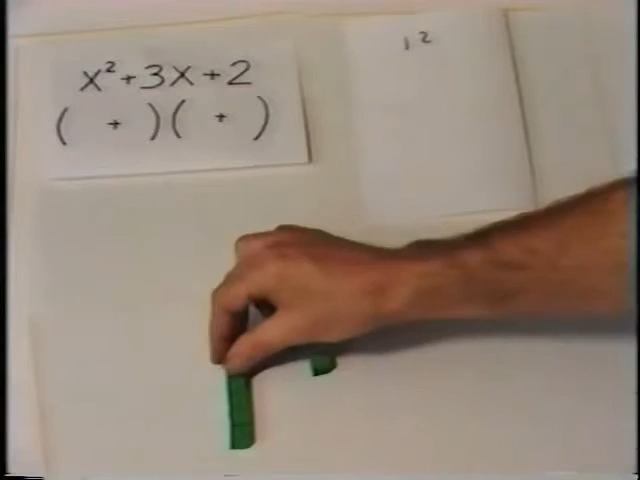 x²+3x+2
( + )( + )
1 2